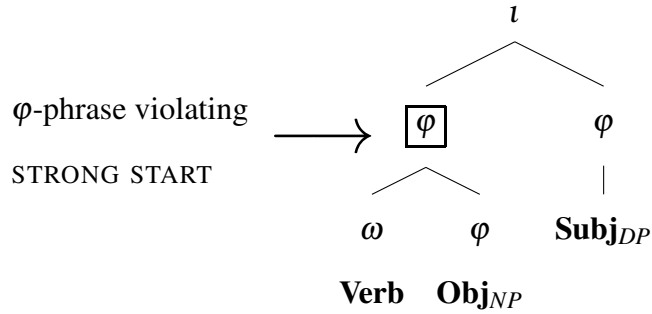 ι
φ-phrase violating
φ φ
STRONG START
ω φ Subj_DP
Verb Obj_NP